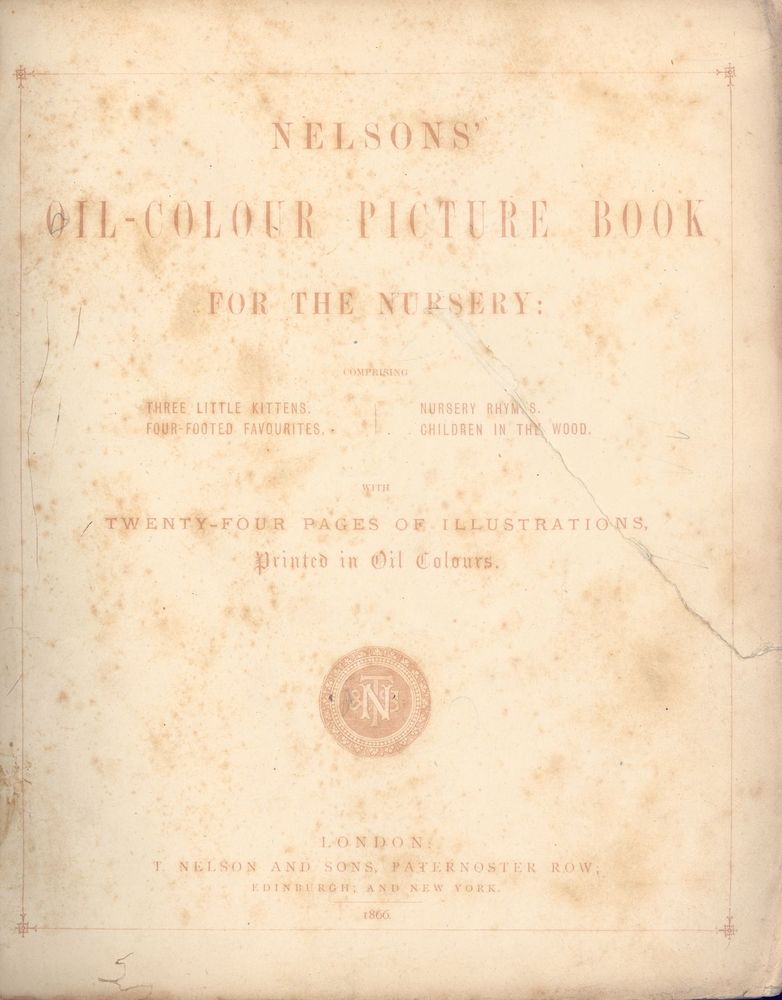 NELSONS'
OIL-COLOUR PICTURE BOOK
FOR THE NURSERY:
COMPRISING
THREE LITTLE KITTENS.
FOUR-FOOTED FAVOURITES.
NURSERY RHYMES.
CHILDREN IN THE WOOD.
WITH
TWENTY-FOUR PAGES OF ILLUSTRATIONS,
Printed in Oil Colours.
TN
LONDON:
T. NELSON AND SONS, PATERNOSTER ROW;
EDINBURGH; AND NEW YORK.
1866.